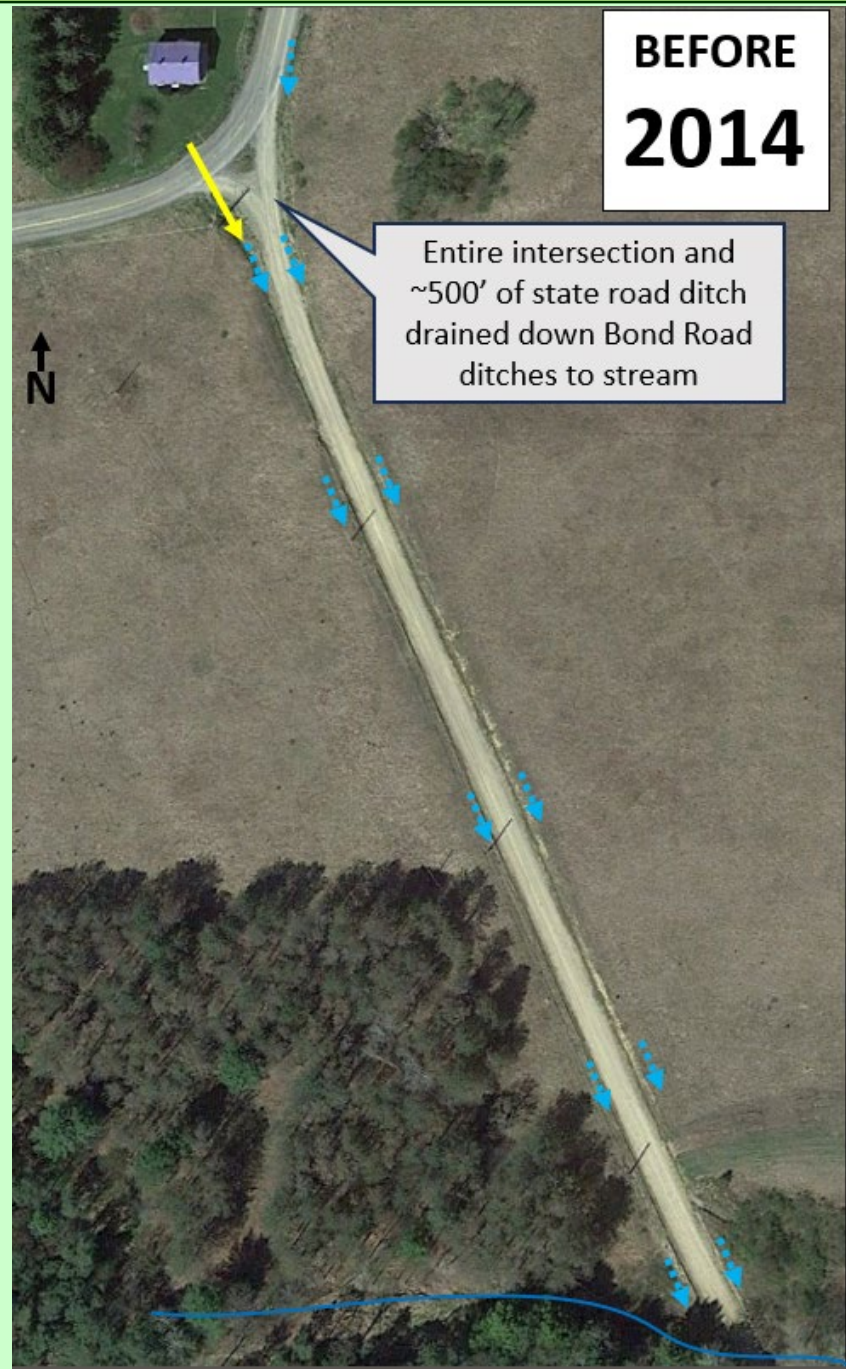 BEFORE
2014
Entire intersection and
~500’ of state road ditch
drained down Bond Road
ditches to stream
N